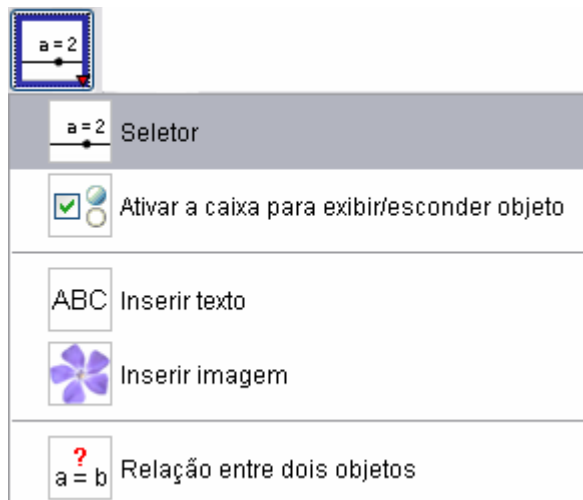 a = 2
a = 2 Seletor
Ativar a caixa para exibir/esconder objeto
ABC Inserir texto
Inserir imagem
?
a = b Relação entre dois objetos